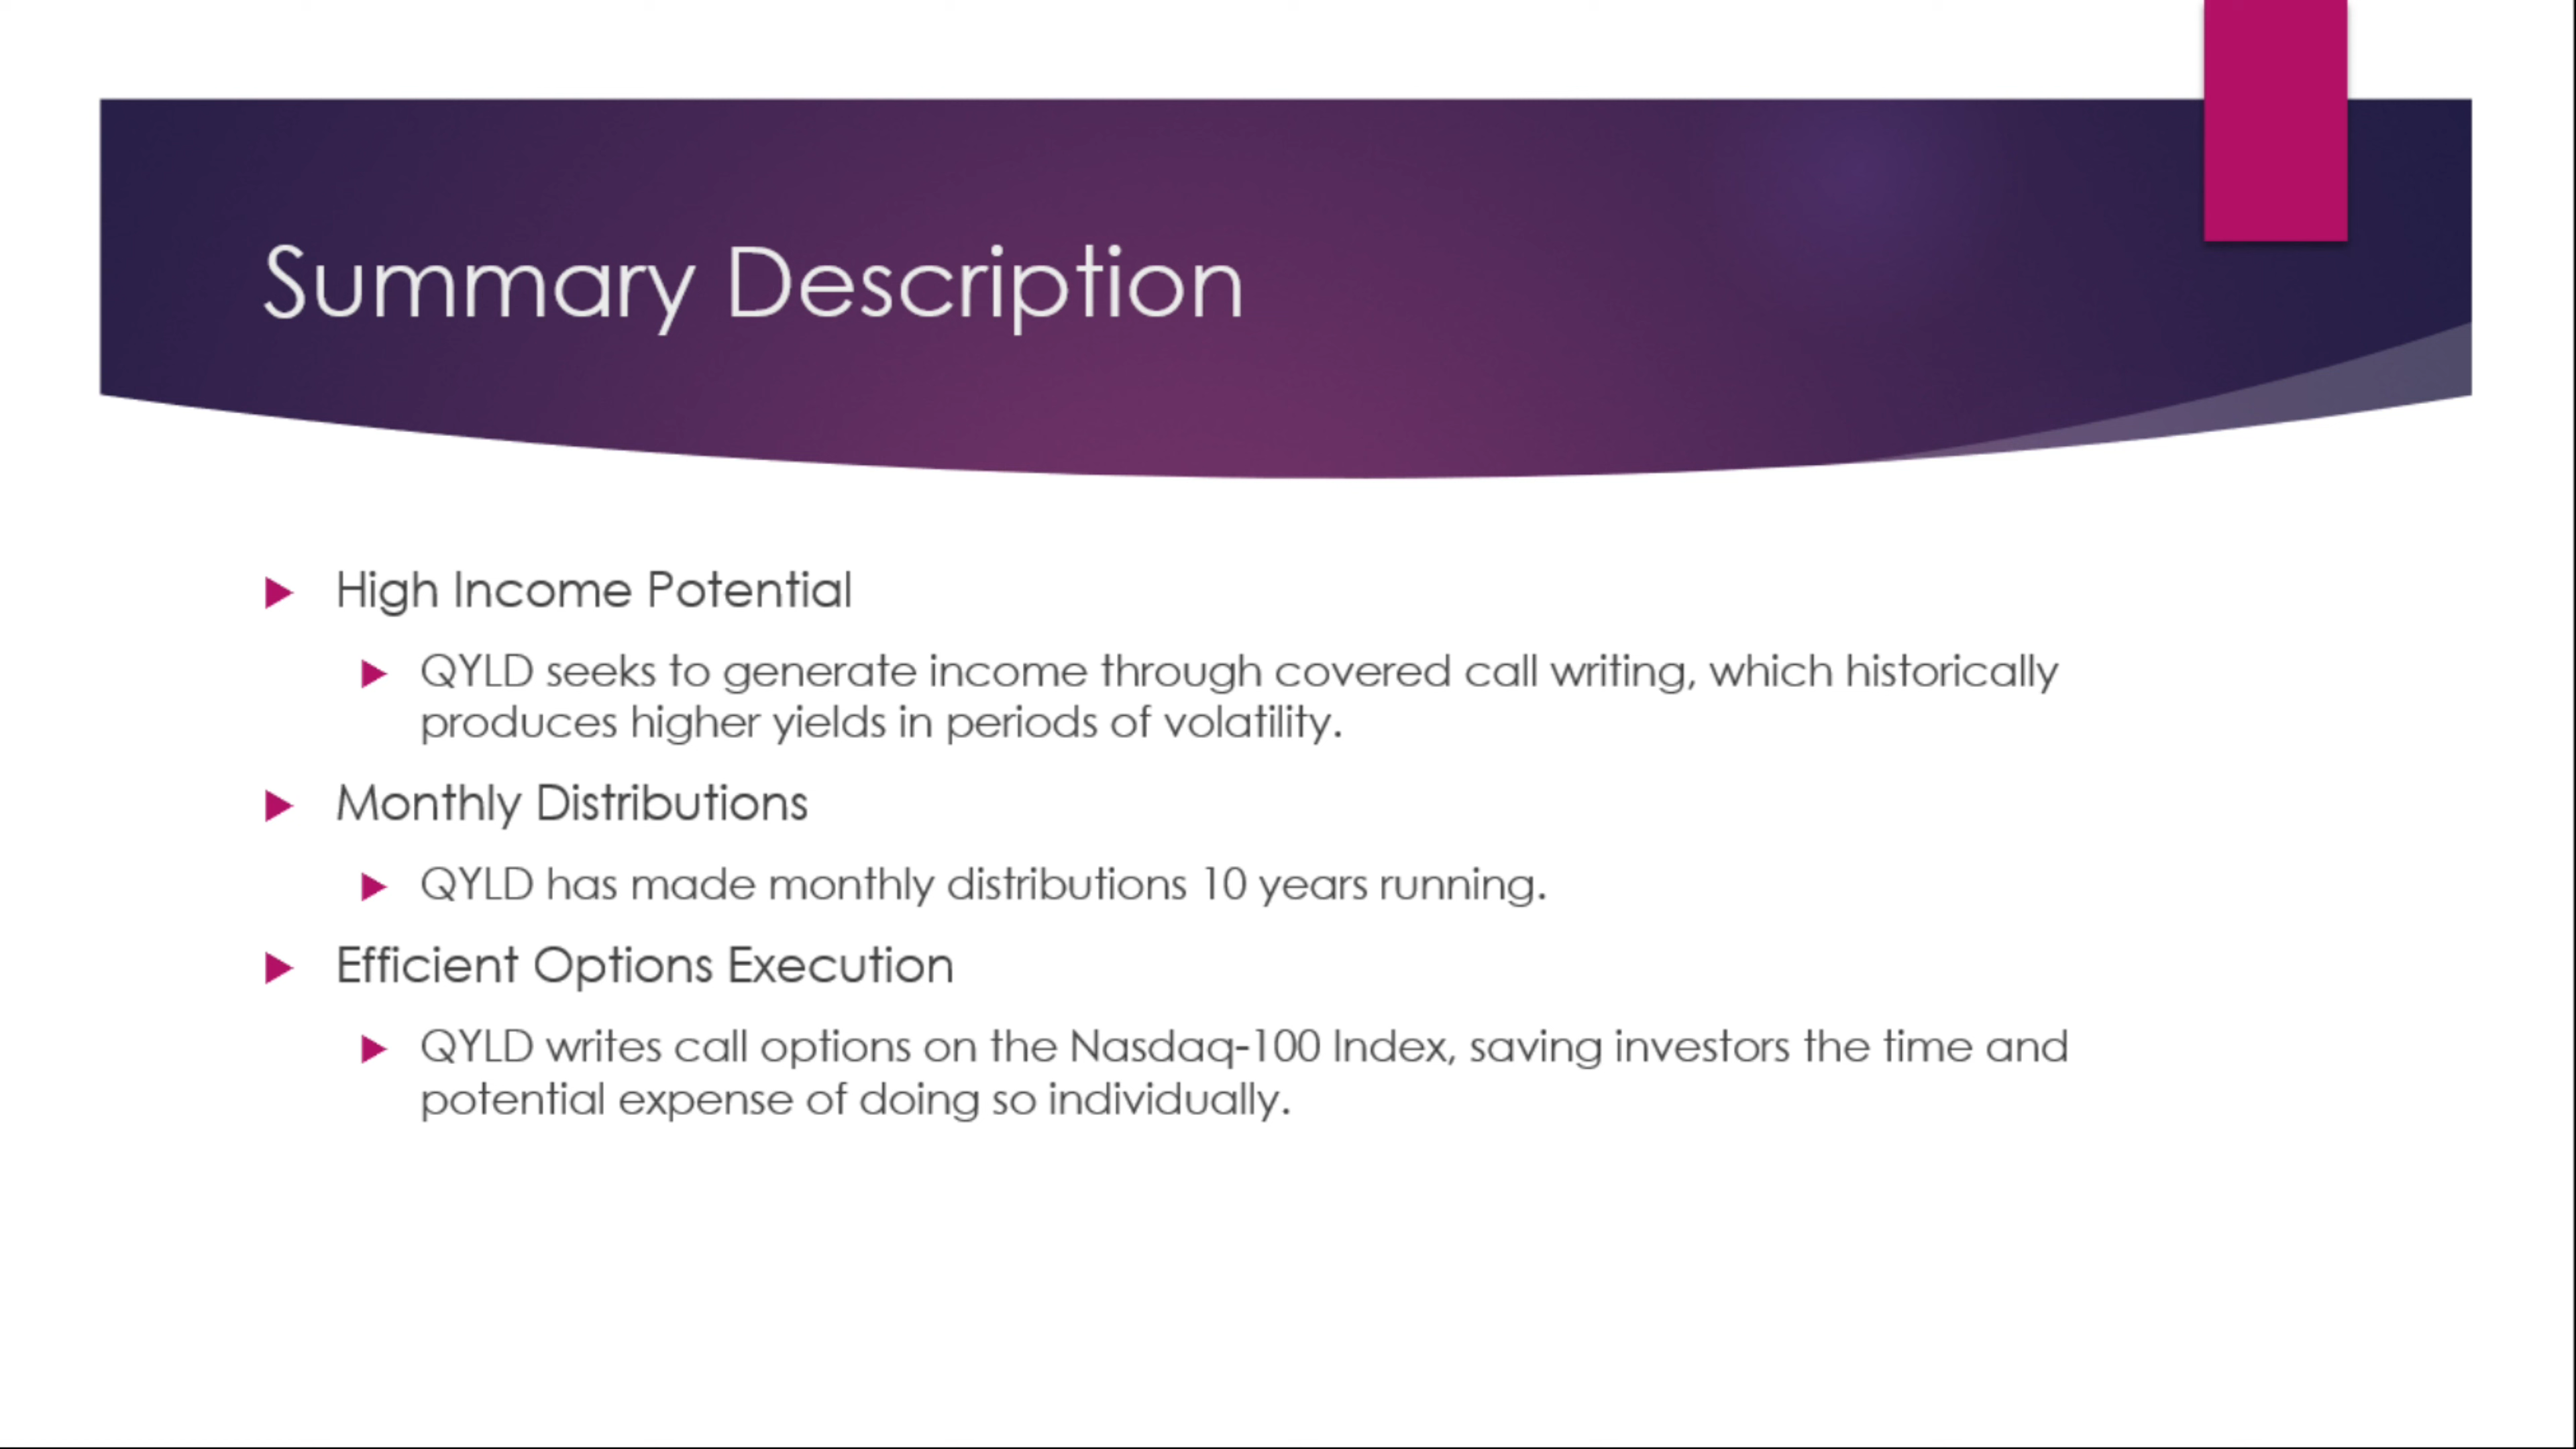 Summary Description
High Income Potential
QYLD seeks to generate income through covered call writing, which historically
produces higher yields in periods of volatility.
Monthly Distributions
QYLD has made monthly distributions 10 years running.
Efficient Options Execution
QYLD writes call options on the Nasdaq-100 Index, saving investors the time and
potential expense of doing so individually.